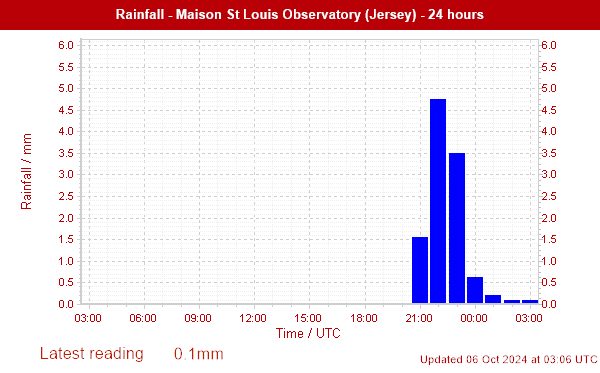 Rainfall - Maison St Louis Observatory (Jersey) - 24 hours
6.0 6.0
5.5 5.5
5.0 5.0
4.5 4.5
4.0 4.0
3.5 3.5
3.0 3.0
2.5 2.5
2.0 2.0
1.5 1.5
1.0 1.0
0.5 0.5
0.0 0.0
Rainfall / mm
03:00 06:00 09:00 12:00 15:00 18:00 21:00 00:00 03:00
Time / UTC
Latest reading 0.1mm
Updated 06 Oct 2024 at 03:06 UTC